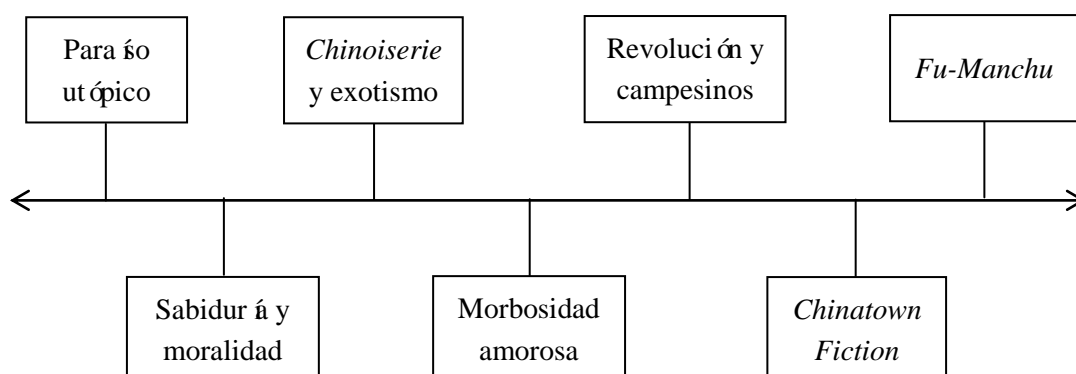 Paraíso
utópico
Chinoiserie
y exotismo
Revolución y
campesinos
Fu-Manchu
Sabiduría y
moralidad
Morbosidad
amorosa
Chinatown
Fiction